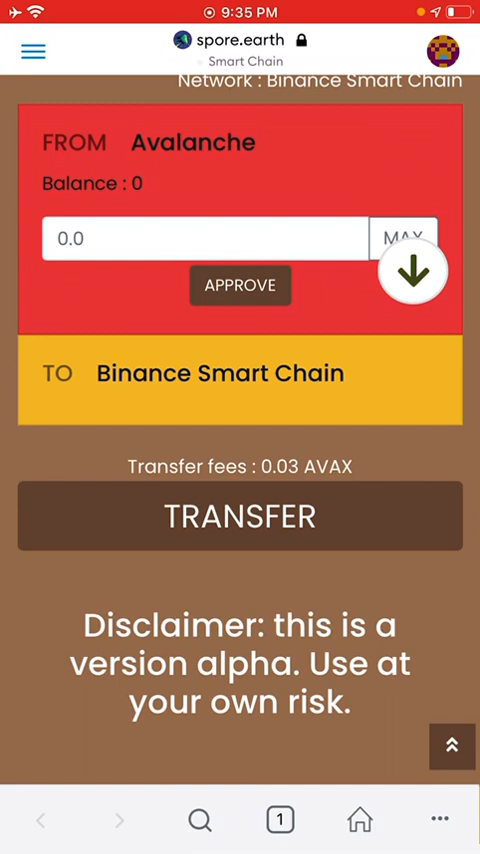 9:35 PM
spore.earth
Smart Chain
Network : Binance Smart Chain
FROM Avalanche
Balance : 0
0.0 MAX
APPROVE
TO Binance Smart Chain
Transfer fees : 0.03 AVAX
TRANSFER
Disclaimer: this is a
version alpha. Use at
your own risk.
1